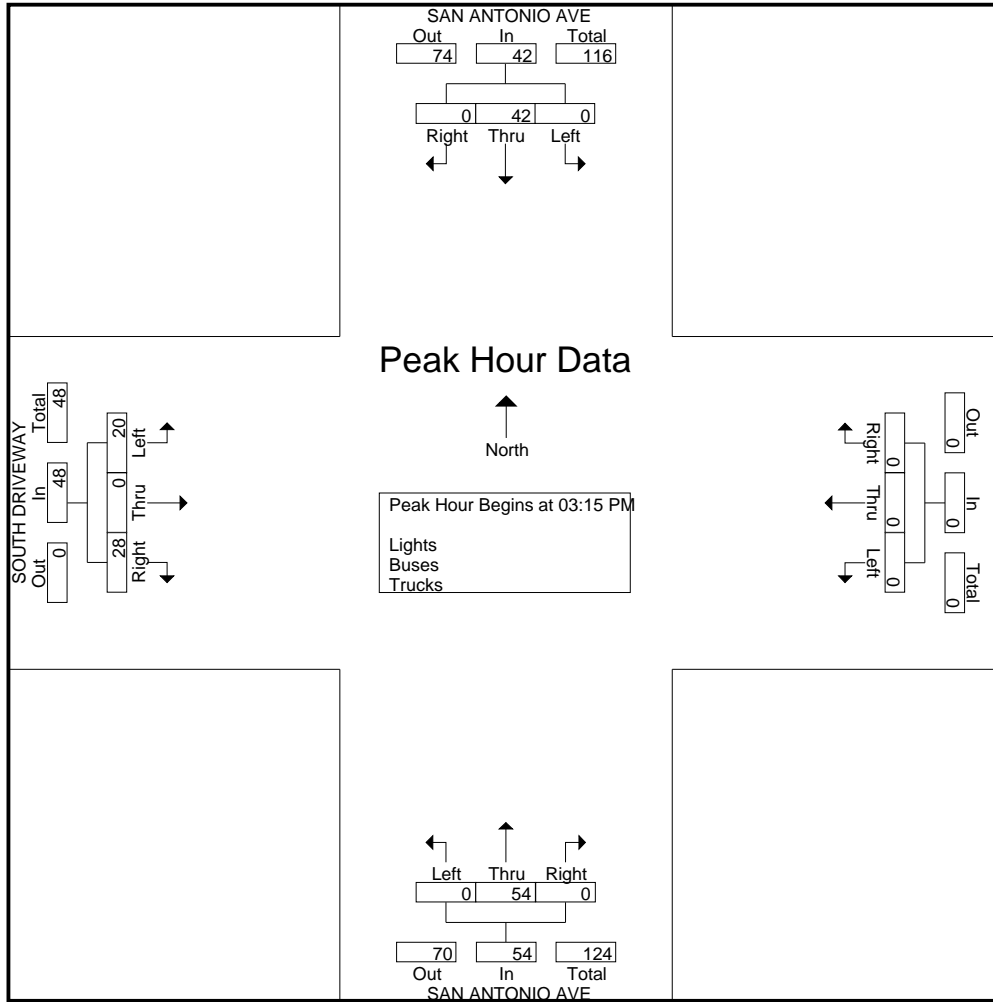 SAN ANTONIO AVE
Out In Total
74 42 116
0 42 0
Right Thru Left
Peak Hour Data
North
Peak Hour Begins at 03:15 PM
Lights
Buses
Trucks
SOUTH DRIVEWAY
Out In Total
0 48 48
28 0 20
Right Thru Left
Right Thru Left
0 0 0
Out In Total
0 0 0
Left Thru Right
0 54 0
70 54 124
Out In Total
SAN ANTONIO AVE